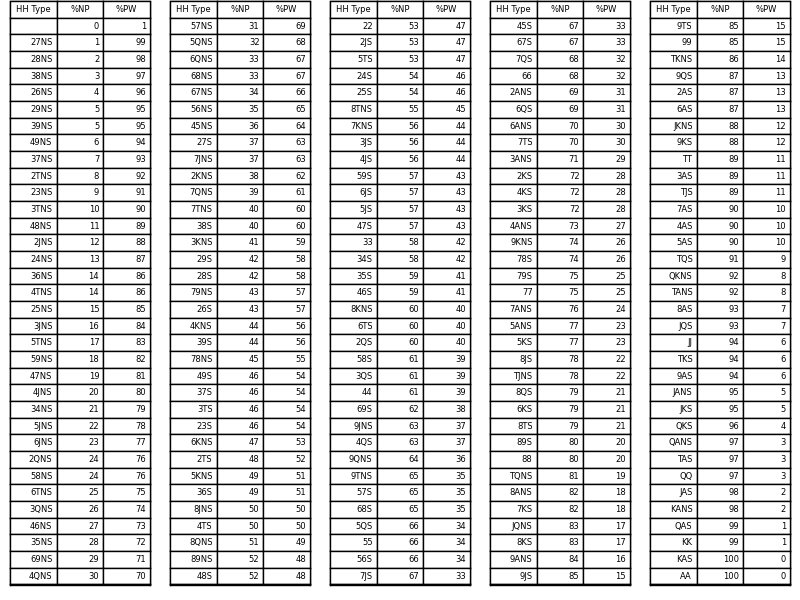 HH Type %NP %PW
0 1
27NS 1 99
28NS 2 98
38NS 3 97
26NS 4 96
29NS 5 95
39NS 5 95
49NS 6 94
37NS 7 93
2TNS 8 92
23NS 9 91
3TNS 10 90
48NS 11 89
2JNS 12 88
24NS 13 87
36NS 14 86
4TNS 14 86
25NS 15 85
3JNS 16 84
5TNS 17 83
59NS 18 82
47NS 19 81
4JNS 20 80
34NS 21 79
5JNS 22 78
6JNS 23 77
2QNS 24 76
58NS 24 76
6TNS 25 75
3QNS 26 74
46NS 27 73
35NS 28 72
69NS 29 71
4QNS 30 70
HH Type %NP %PW
57NS 31 69
5QNS 32 68
6QNS 33 67
68NS 33 67
67NS 34 66
56NS 35 65
45NS 36 64
27S 37 63
7JNS 37 63
2KNS 38 62
7QNS 39 61
7TNS 40 60
38S 40 60
3KNS 41 59
29S 42 58
28S 42 58
79NS 43 57
26S 43 57
4KNS 44 56
39S 44 56
78NS 45 55
49S 46 54
37S 46 54
3TS 46 54
23S 46 54
6KNS 47 53
2TS 48 52
5KNS 49 51
36S 49 51
8JNS 50 50
4TS 50 50
8QNS 51 49
89NS 52 48
48S 52 48
HH Type %NP %PW
22 53 47
2JS 53 47
5TS 53 47
24S 54 46
25S 54 46
8TNS 55 45
7KNS 56 44
3JS 56 44
4JS 56 44
59S 57 43
6JS 57 43
5JS 57 43
47S 57 43
33 58 42
34S 58 42
35S 59 41
46S 59 41
8KNS 60 40
6TS 60 40
2QS 60 40
58S 61 39
3QS 61 39
44 61 39
69S 62 38
9JNS 63 37
4QS 63 37
9QNS 64 36
9TNS 65 35
57S 65 35
68S 65 35
5QS 66 34
55 66 34
56S 66 34
7JS 67 33
HH Type %NP %PW
45S 67 33
67S 67 33
7QS 68 32
66 68 32
2ANS 69 31
6QS 69 31
6ANS 70 30
7TS 70 30
3ANS 71 29
2KS 72 28
4KS 72 28
3KS 72 28
4ANS 73 27
9KNS 74 26
78S 74 26
79S 75 25
77 75 25
7ANS 76 24
5ANS 77 23
5KS 77 23
8JS 78 22
TJNS 78 22
8QS 79 21
6KS 79 21
8TS 79 21
89S 80 20
88 80 20
TQNS 81 19
8ANS 82 18
7KS 82 18
JQNS 83 17
8KS 83 17
9ANS 84 16
9JS 85 15
HH Type %NP %PW
9TS 85 15
99 85 15
TKNS 86 14
9QS 87 13
2AS 87 13
6AS 87 13
JKNS 88 12
9KS 88 12
TT 89 11
3AS 89 11
TJS 89 11
7AS 90 10
4AS 90 10
5AS 90 10
TQS 91 9
QKNS 92 8
TANS 92 8
8AS 93 7
JQS 93 7
JJ 94 6
TKS 94 6
9AS 94 6
JANS 95 5
JKS 95 5
QKS 96 4
QANS 97 3
TAS 97 3
QQ 97 3
JAS 98 2
KANS 98 2
QAS 99 1
KK 99 1
KAS 100 0
AA 100 0